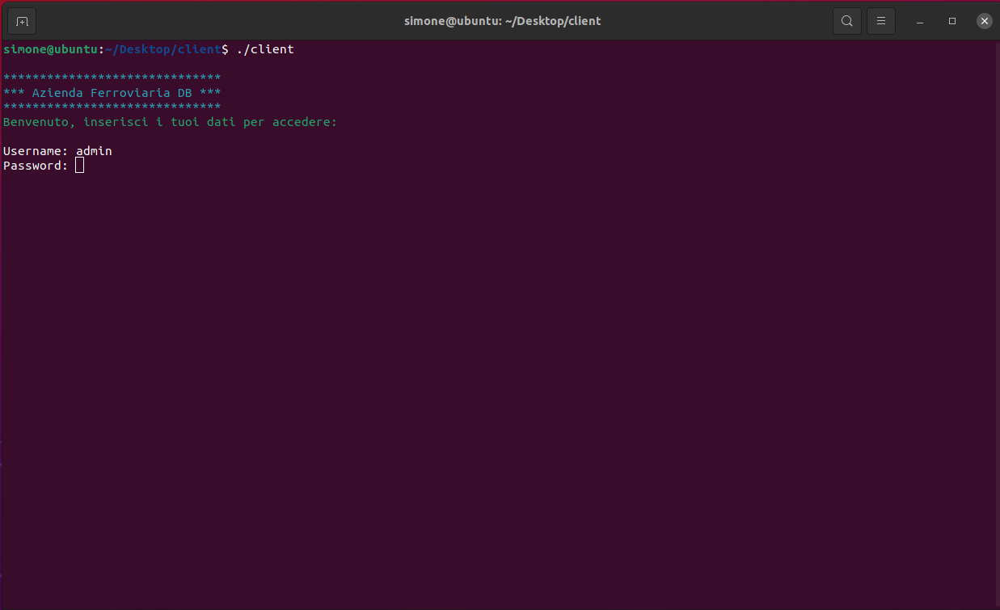 simone@ubuntu: ~/Desktop/client
simone@ubuntu:~/Desktop/client$ ./client
******************************
*** Azienda Ferroviaria DB ***
******************************
Benvenuto, inserisci i tuoi dati per accedere:
Username: admin
Password: